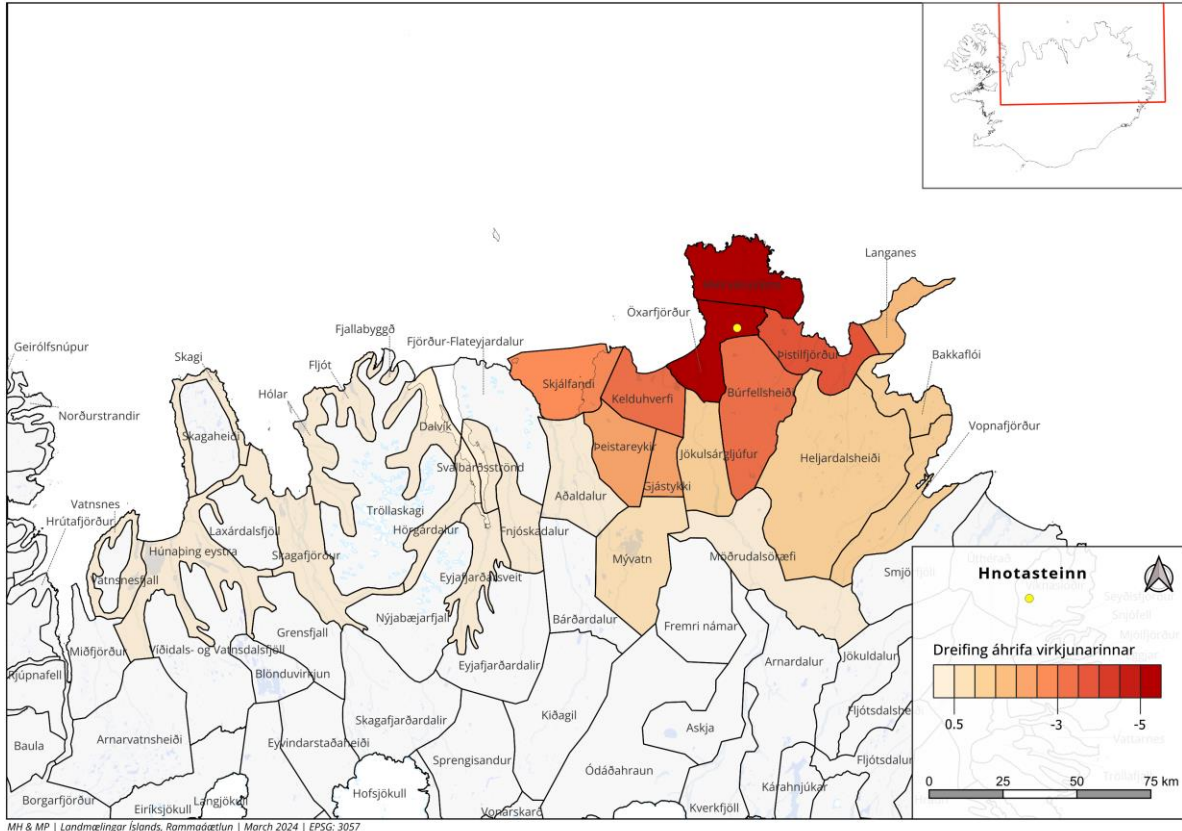 Langanes
Öxarfjörður
Fjallabyggð
Fjörður-Flateyjardalur
Geirólfsnúpur
Skagi
Fljót
Þistilfjörður
Bakkaflói
Skjálfandi
Hólar
Kelduhverfi
Búrfellsheiði
Norðurstrandir
Dalvík
Vopnafjörður
Skagaheiði
Þeistareykir
Jökulsárgljúfur
Heljardalsheiði
Svalbarðsströnd
Gjástykki
Aðaldalur
Vatnsnes
Tröllaskagi
Hrútafjörður
Laxárdalsfjöll
Hörgárdalur
Fnjóskadalur
Húnaþing eystra
Skagafjörður
Mývatn
Möðrudalsöræfi
Vatnsnesfjall
Eyjafjarðarsveit
Nýjabæjarfjall
Bárðardalur
Fremri námar
Grensfjall
Miðfjörður
Víðidals- og Vatnsdalsfjöll
Eyjafjarðardalir
Arnardalur
Jökuldalur
Rjúpnafell
Blönduvirkjun
Skagafjarðardalir
Kiðagil
Askja
Fljótsdalsheiði
Baula
Arnarvatnsheiði
Eyvindarstaðaheiði
Sprengisandur
Ódáðahraun
Fljótsdalur
Kárahnjúkar
Borgarfjörður
Eiríksjökull
Langjökull
Hofsjökull
Vonarskarð
Kverkfjöll
Hnotasteinn
Dreifing áhrifa virkjunarinnar
0.5 -3 -5
0 25 50 75 km
MH & MP | Landmælingar Íslands, Rammaáætlun | March 2024 | EPSG: 3057